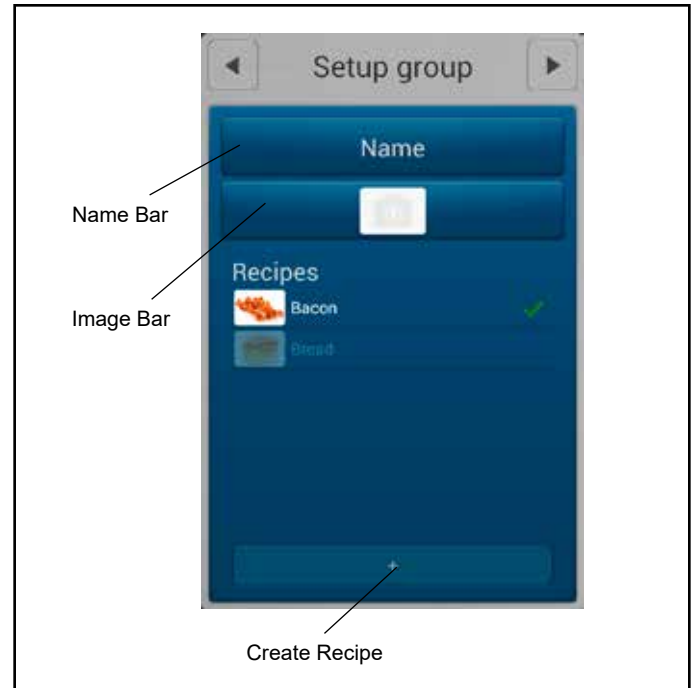 Setup group
Name
Name Bar
Image Bar
Recipes
Bacon
Bread
+
Create Recipe